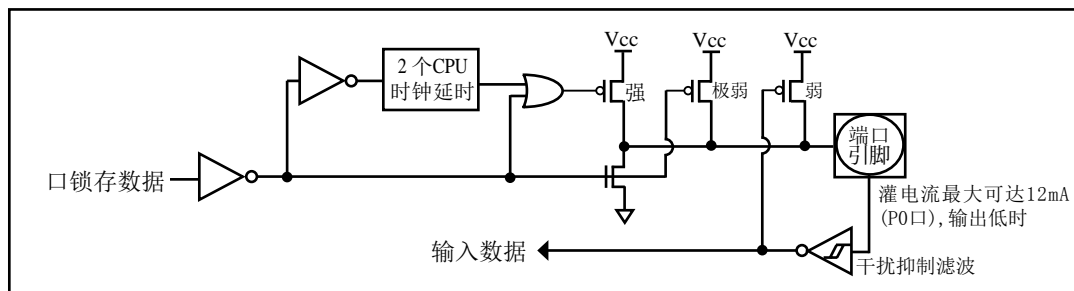 Vcc
Vcc
Vcc
2 个CPU
时钟延时
强
极弱
弱
端口
引脚
口锁存数据
灌电流最大可达12mA
(P0口),输出低时
输入数据
干扰抑制滤波